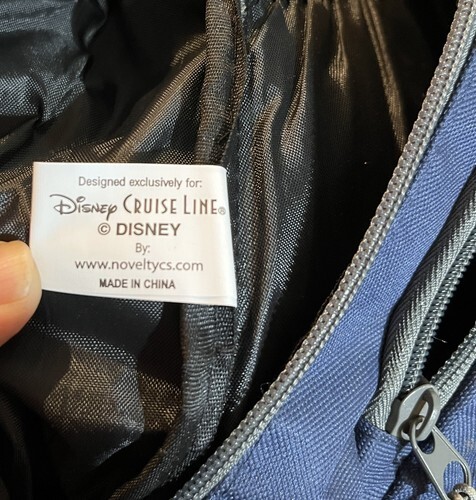 Designed exclusively for:
Disney CRUISE LINE®
© DISNEY
By:
www.noveltycs.com
MADE IN CHINA